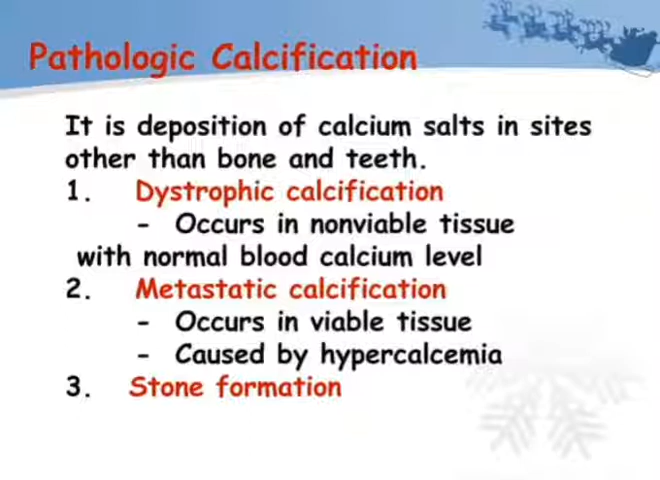 Pathologic Calcification
It is deposition of calcium salts in sites
other than bone and teeth.
1. Dystrophic calcification
- Occurs in nonviable tissue
with normal blood calcium level
2. Metastatic calcification
- Occurs in viable tissue
- Caused by hypercalcemia
3. Stone formation